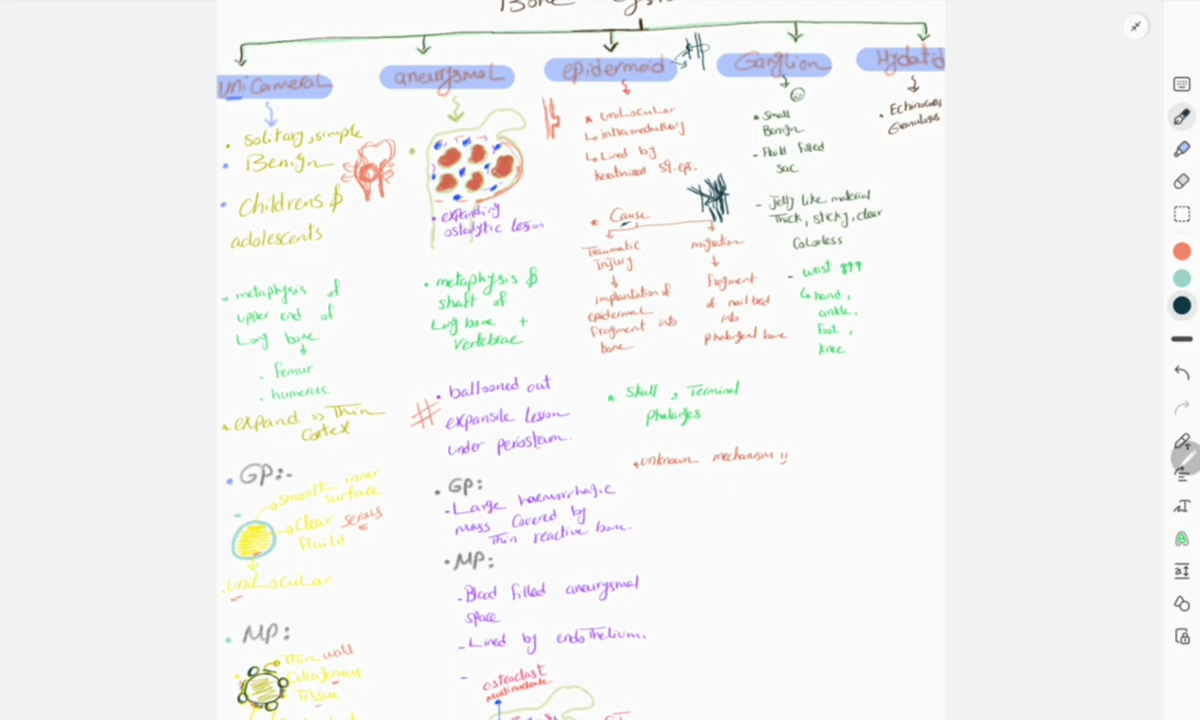 Bone
Unicameral
• solitary, simple
• Benign
• Childrens &
adolescents
• metaphysis of
upper end of
Long bone
. femur
. humerus
• expand >> Thin
Cortex
• GP:-
smooth inner
surface
Clear serous
fluid
. UniLocular
• MP:
Thin wall
Collagenous
Tissue
aneurysmal
• expanding
osteolytic lesion
• metaphysis &
shaft of
Long bone +
Vertebrae
# • ballooned out
expansile lesion
under periosteum.
• GP:
- Large haemorrhagic
mass Covered by
Thin reactive bone.
• MP:
- Blood filled aneurysmal
space
- Lined by endothelium.
-
osteoclast
Multinucleate
epidermoid
* uniLocular
intramedullary
Lined by
keratinized sq.ep.
* Cause
Traumatic
injury
implantation of
epidermal
fragment into
bone
migration
fragment
of nail bed
into
phalangeal bone
* Skull, Terminal
phalanges
unknown mechanism !!
Ganglion
* Small
Benign
- fluid filled
sac
- Jelly like material
Thick, sticky, clear
Colorless
- wrist
hand,
ankle,
foot,
knee
Hydatid
• Echinococcus
Granulosis